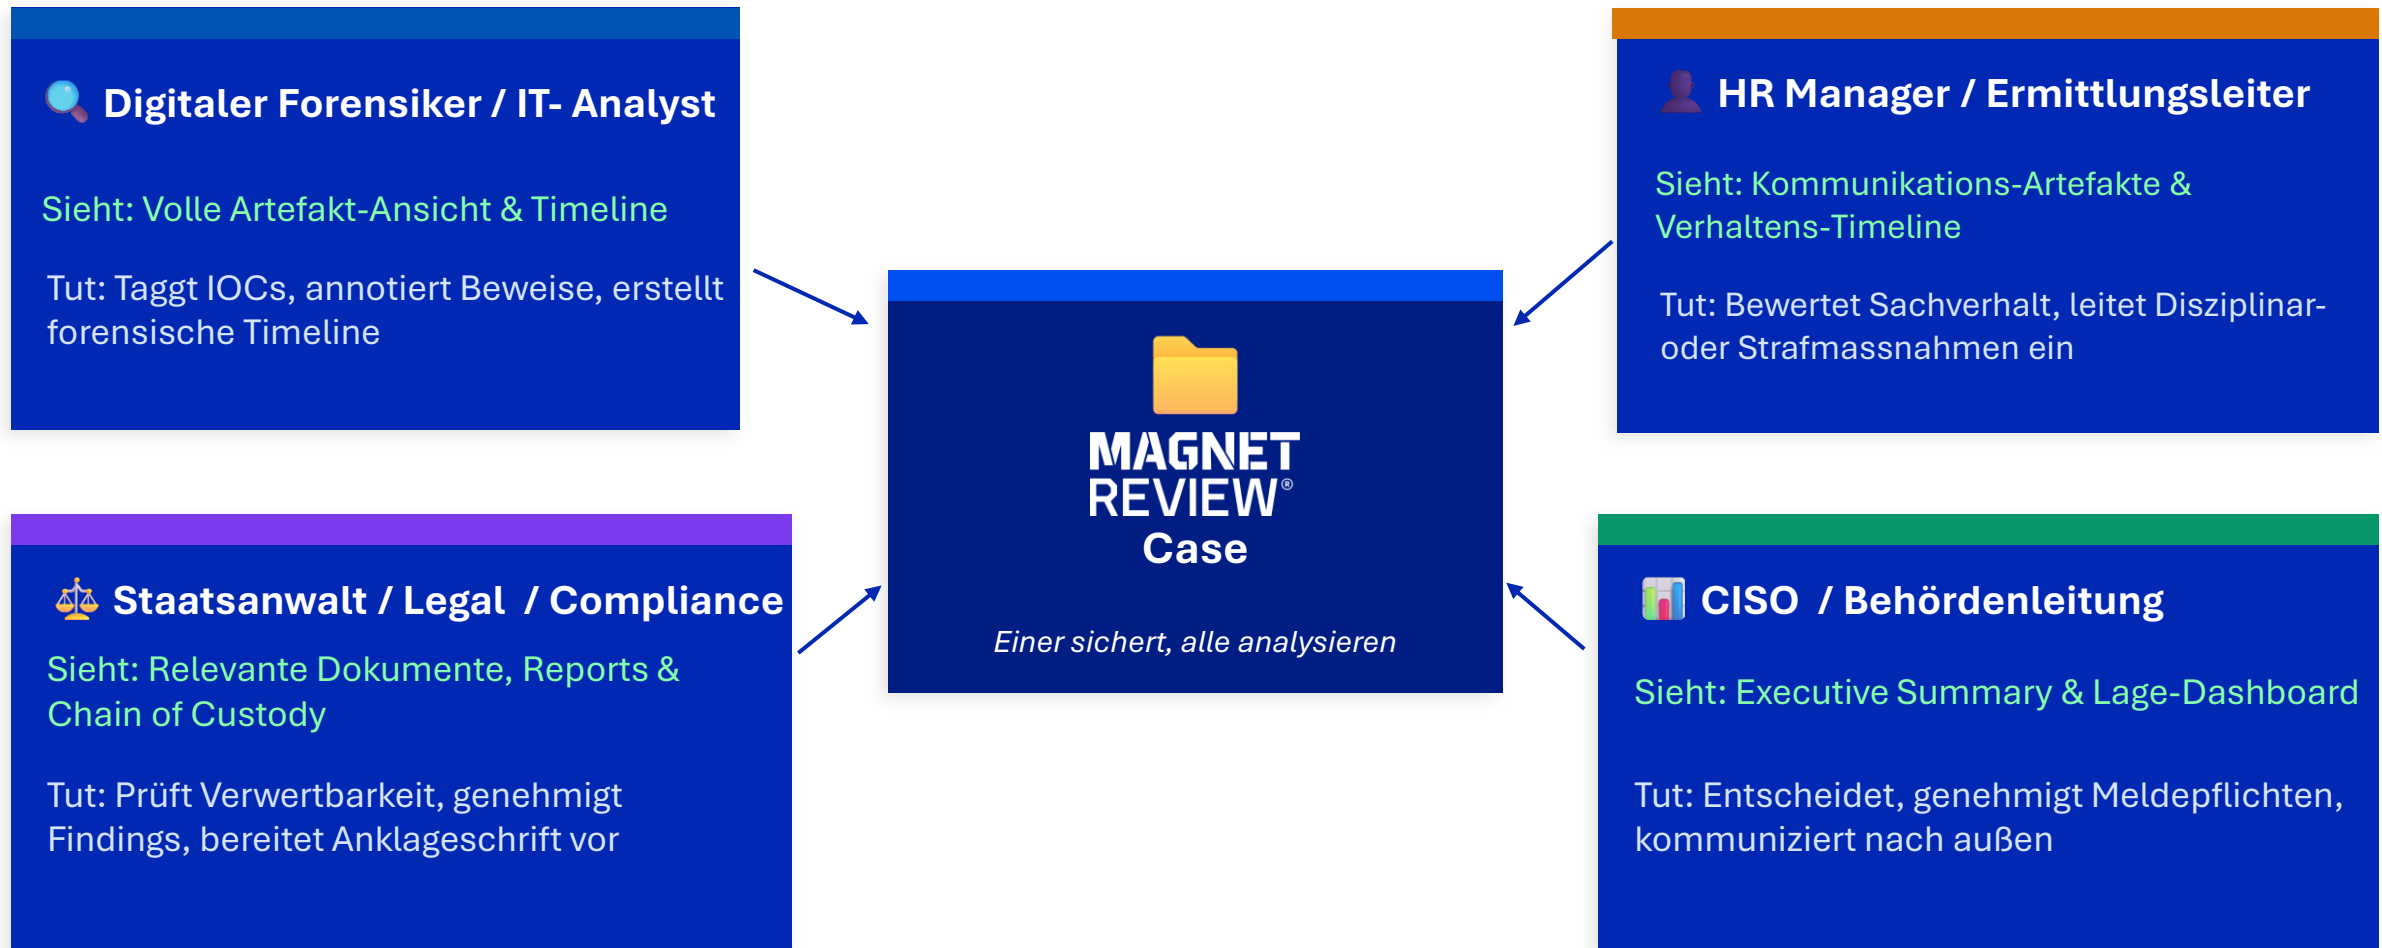 Digitaler Forensiker / IT- Analyst
Sieht: Volle Artefakt-Ansicht & Timeline
Tut: Taggt IOCs, annotiert Beweise, erstellt
forensische Timeline
HR Manager / Ermittlungsleiter
Sieht: Kommunikations-Artefakte &
Verhaltens-Timeline
Tut: Bewertet Sachverhalt, leitet Disziplinar-
oder Strafmassnahmen ein
MAGNET
REVIEW®
Case
Einer sichert, alle analysieren
Staatsanwalt / Legal / Compliance
Sieht: Relevante Dokumente, Reports &
Chain of Custody
Tut: Prüft Verwertbarkeit, genehmigt
Findings, bereitet Anklageschrift vor
CISO / Behördenleitung
Sieht: Executive Summary & Lage-Dashboard
Tut: Entscheidet, genehmigt Meldepflichten,
kommuniziert nach außen